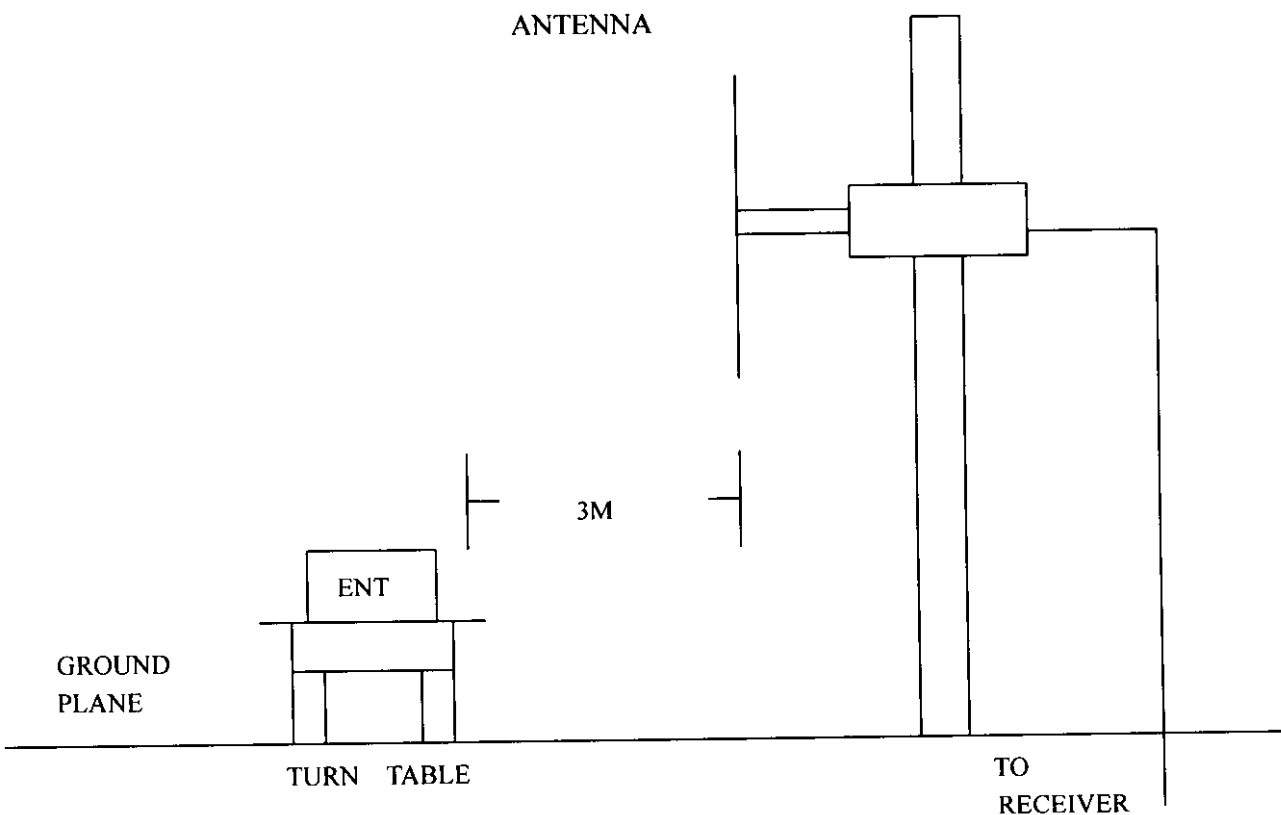 ANTENNA
3M
ENT
GROUND
PLANE
TURN TABLE
TO
RECEIVER